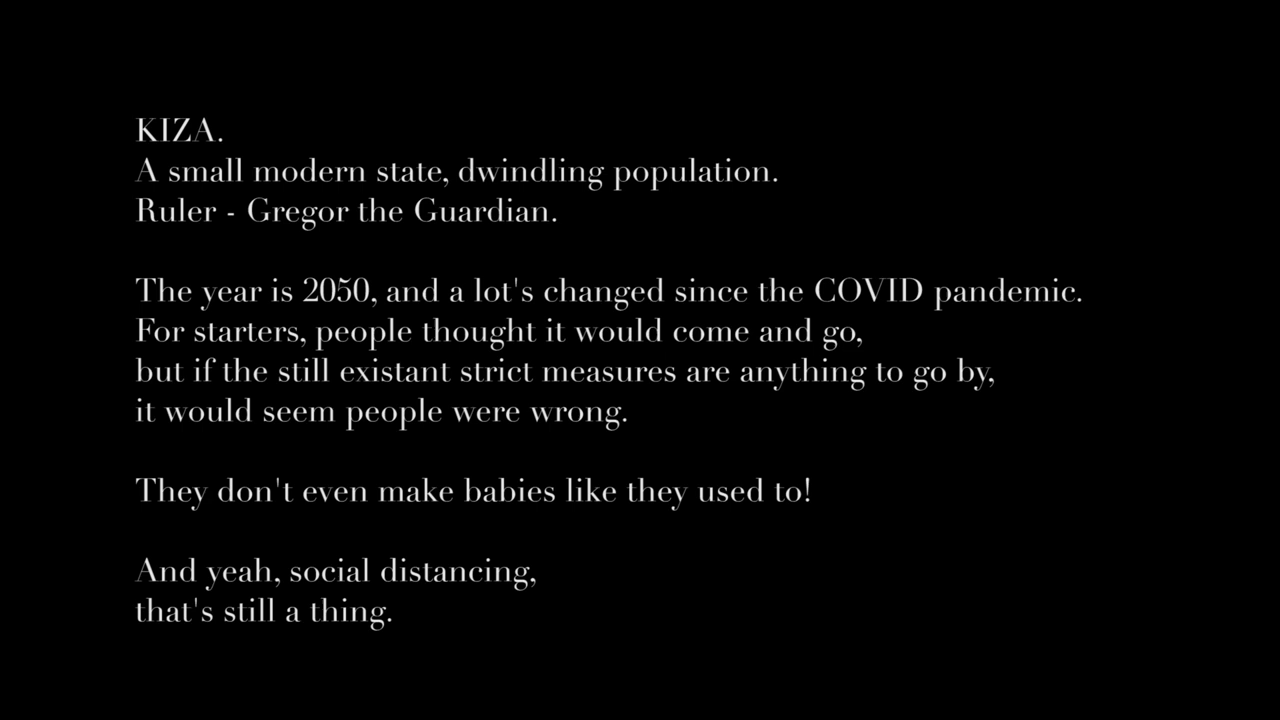 KIZA.
A small modern state, dwindling population.
Ruler - Gregor the Guardian.
The year is 2050, and a lot's changed since the COVID pandemic.
For starters, people thought it would come and go,
but if the still existant strict measures are anything to go by,
it would seem people were wrong.
They don't even make babies like they used to!
And yeah, social distancing,
that's still a thing.